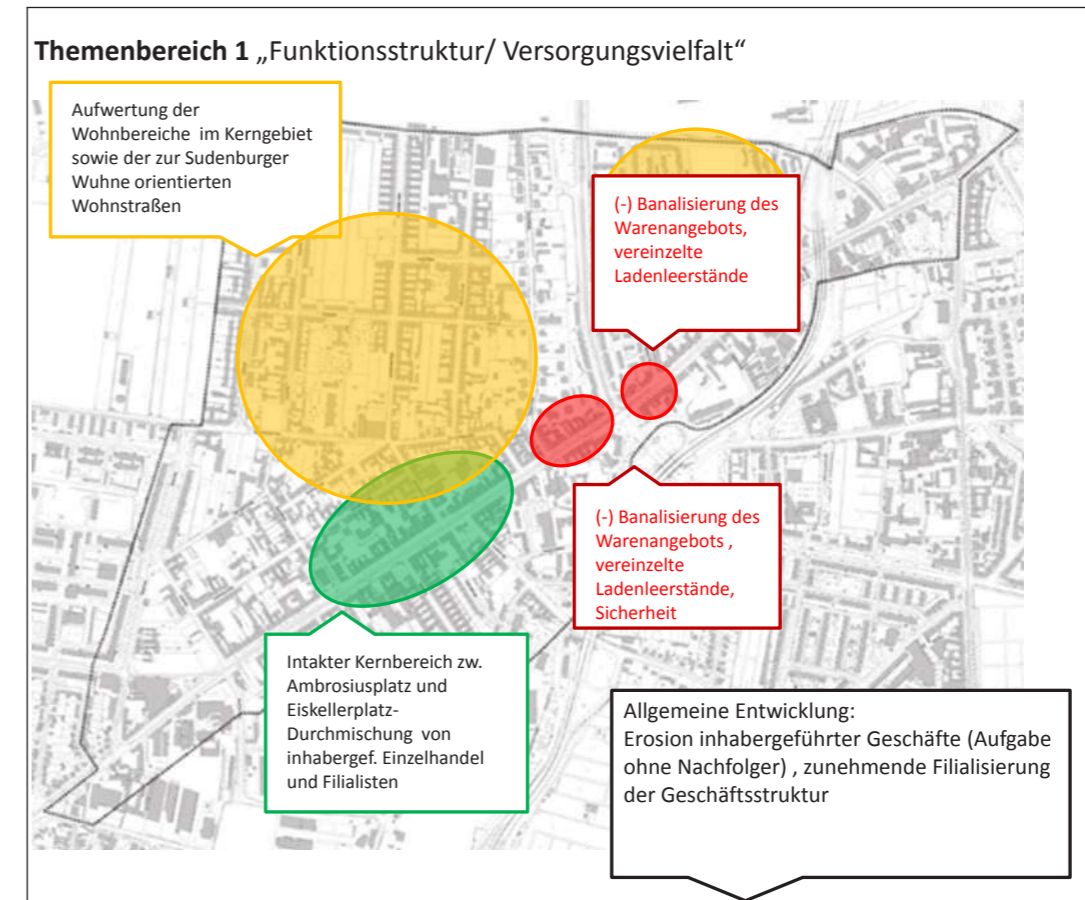 Themenbereich 1 „Funktionsstruktur/ Versorgungsvielfalt“
Aufwertung der
Wohnbereiche im Kerngebiet
sowie der zur Sudenburger
Wuhne orientierten
Wohnstraßen
(-) Banalisierung des
Warenangebots,
vereinzelte
Ladenleerstände
(-) Banalisierung des
Warenangebots ,
vereinzelte
Ladenleerstände,
Sicherheit
Intakter Kernbereich zw.
Ambrosiusplatz und
Eiskellerplatz-
Durchmischung von
inhabergef. Einzelhandel
und Filialisten
Allgemeine Entwicklung:
Erosion inhabergeführter Geschäfte (Aufgabe
ohne Nachfolger) , zunehmende Filialisierung
der Geschäftsstruktur